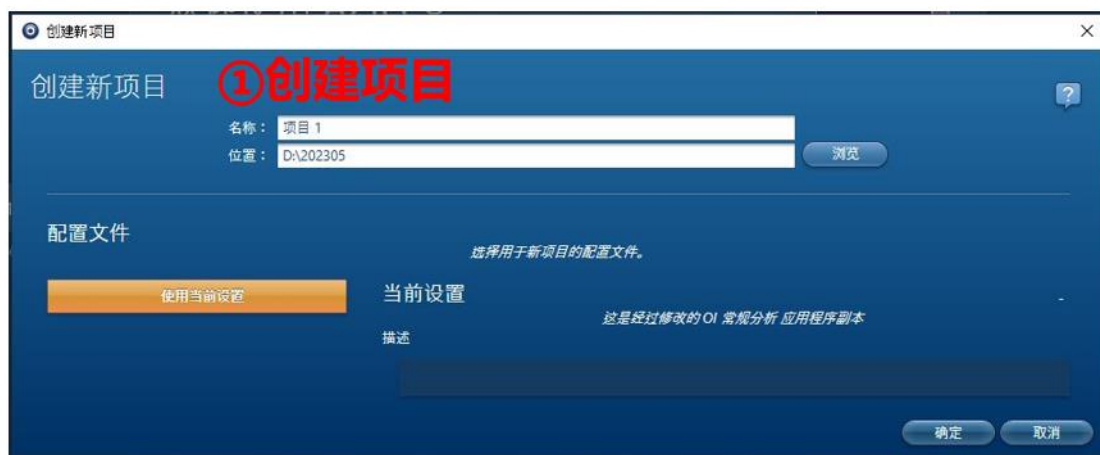 创建新项目
创建新项目
①创建项目
?
名称： 项目 1
位置： D:\202305 浏览
配置文件
选择用于新项目的配置文件。
使用当前设置
当前设置
-
这是经过修改的 OI 常规分析 应用程序副本
描述
确定 取消